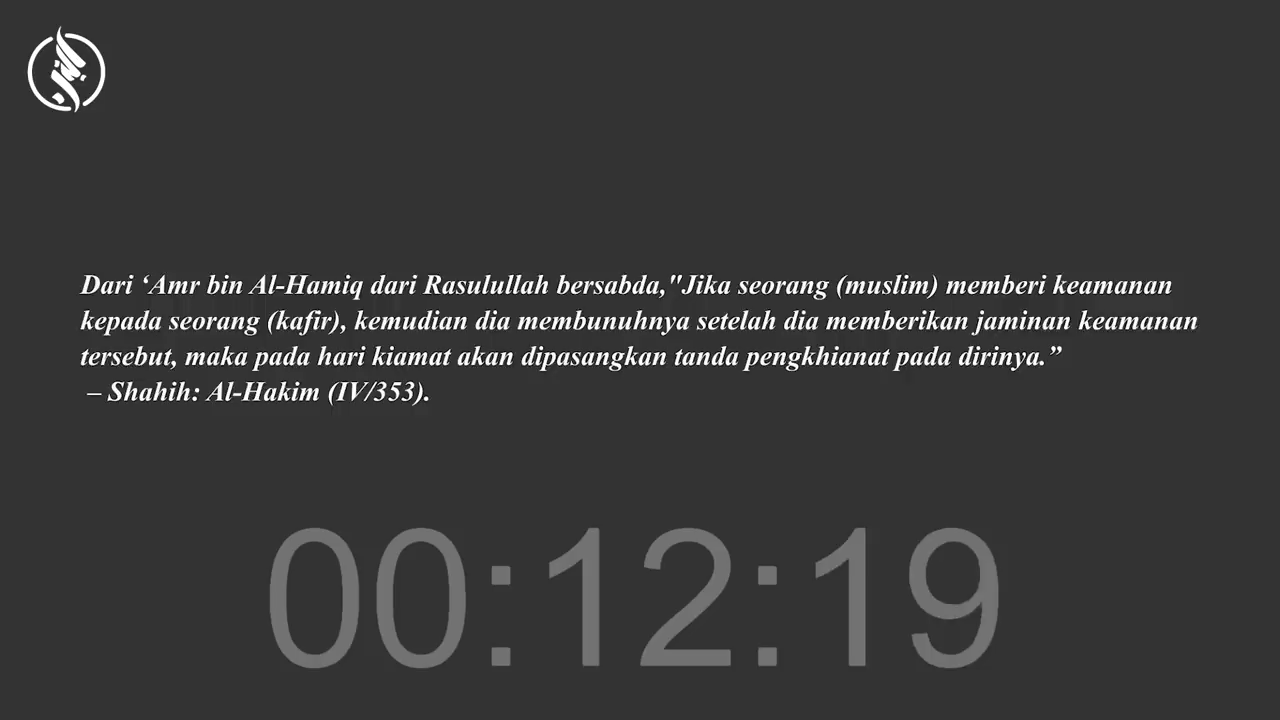 Dari ‘Amr bin Al-Hamiq dari Rasulullah bersabda,"Jika seorang (muslim) memberi keamanan
kepada seorang (kafir), kemudian dia membunuhnya setelah dia memberikan jaminan keamanan
tersebut, maka pada hari kiamat akan dipasangkan tanda pengkhianat pada dirinya.”
– Shahih: Al-Hakim (IV/353).
00:12:19